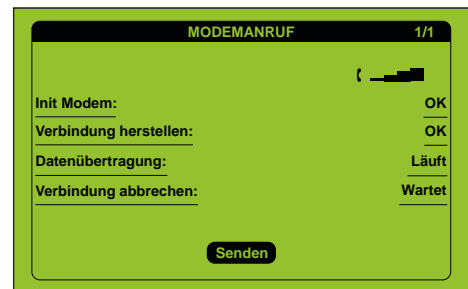 MODEMANRUF 1/1
Init Modem: OK
Verbindung herstellen: OK
Datenübertragung: Läuft
Verbindung abbrechen: Wartet
Senden